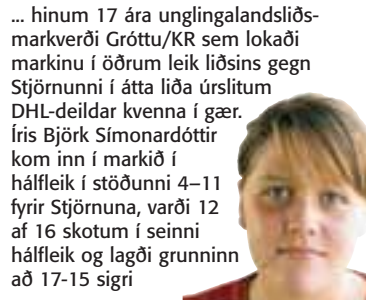 ... hinum 17 ára unglingalandsliðs-
markverði Gróttu/KR sem lokaði
markinu í öðrum leik liðsins gegn
Stjörnunni í átta liða úrslitum
DHL-deildar kvenna í gær.
Íris Björk Símonardóttir
kom inn í markið í
hálfleik í stöðunni 4–11
fyrir Stjörnuna, varði 12
af 16 skotum í seinni
hálfleik og lagði grunninn
að 17-15 sigri